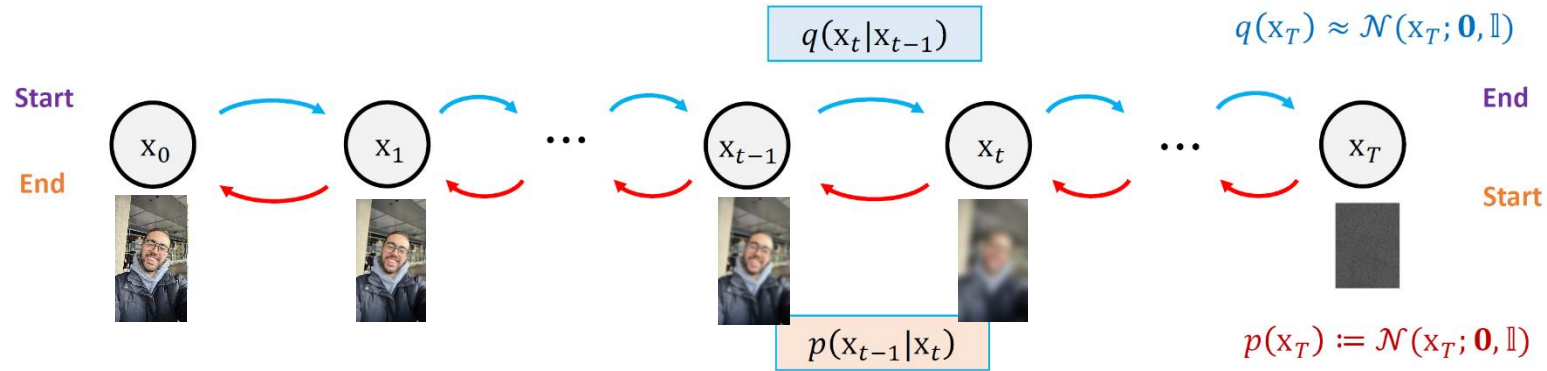 q(x_t|x_{t−1})
q(x_T) ≈ 𝒩(x_T; 𝟎, 𝕀)
Start
End
x_0
x_1
...
x_{t−1}
x_t
...
x_T
End
Start
p(x_{t−1}|x_t)
p(x_T) ≔ 𝒩(x_T; 𝟎, 𝕀)